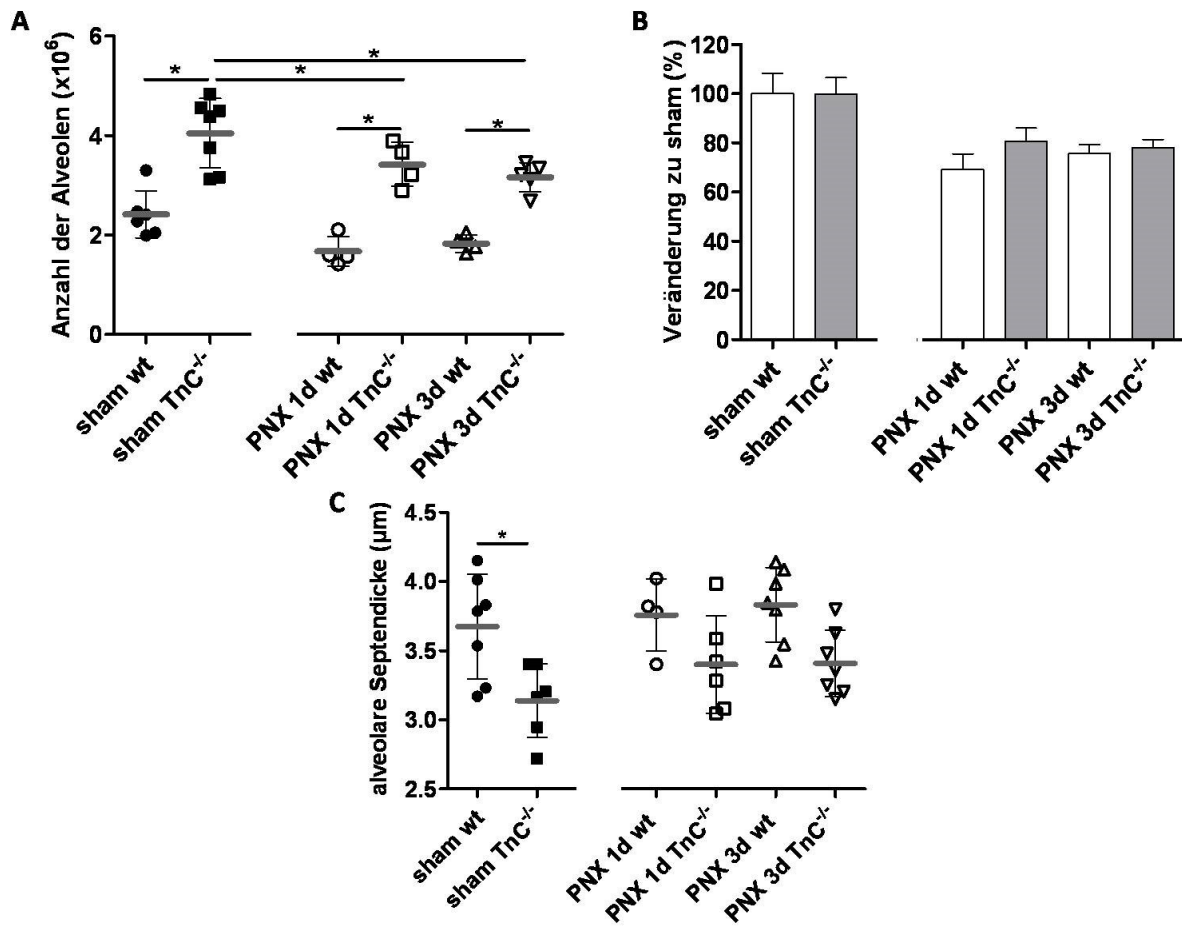 A
Anzahl der Alveolen (x10⁶)
6
4
2
0
*
*
*
*
*
sham wt
sham TnC⁻/⁻
PNX 1d wt
PNX 1d TnC⁻/⁻
PNX 3d wt
PNX 3d TnC⁻/⁻
B
Veränderung zu sham (%)
120
100
80
60
40
20
0
sham wt
sham TnC⁻/⁻
PNX 1d wt
PNX 1d TnC⁻/⁻
PNX 3d wt
PNX 3d TnC⁻/⁻
C
alveolare Septendicke (µm)
4.5
4.0
3.5
3.0
2.5
*
sham wt
sham TnC⁻/⁻
PNX 1d wt
PNX 1d TnC⁻/⁻
PNX 3d wt
PNX 3d TnC⁻/⁻